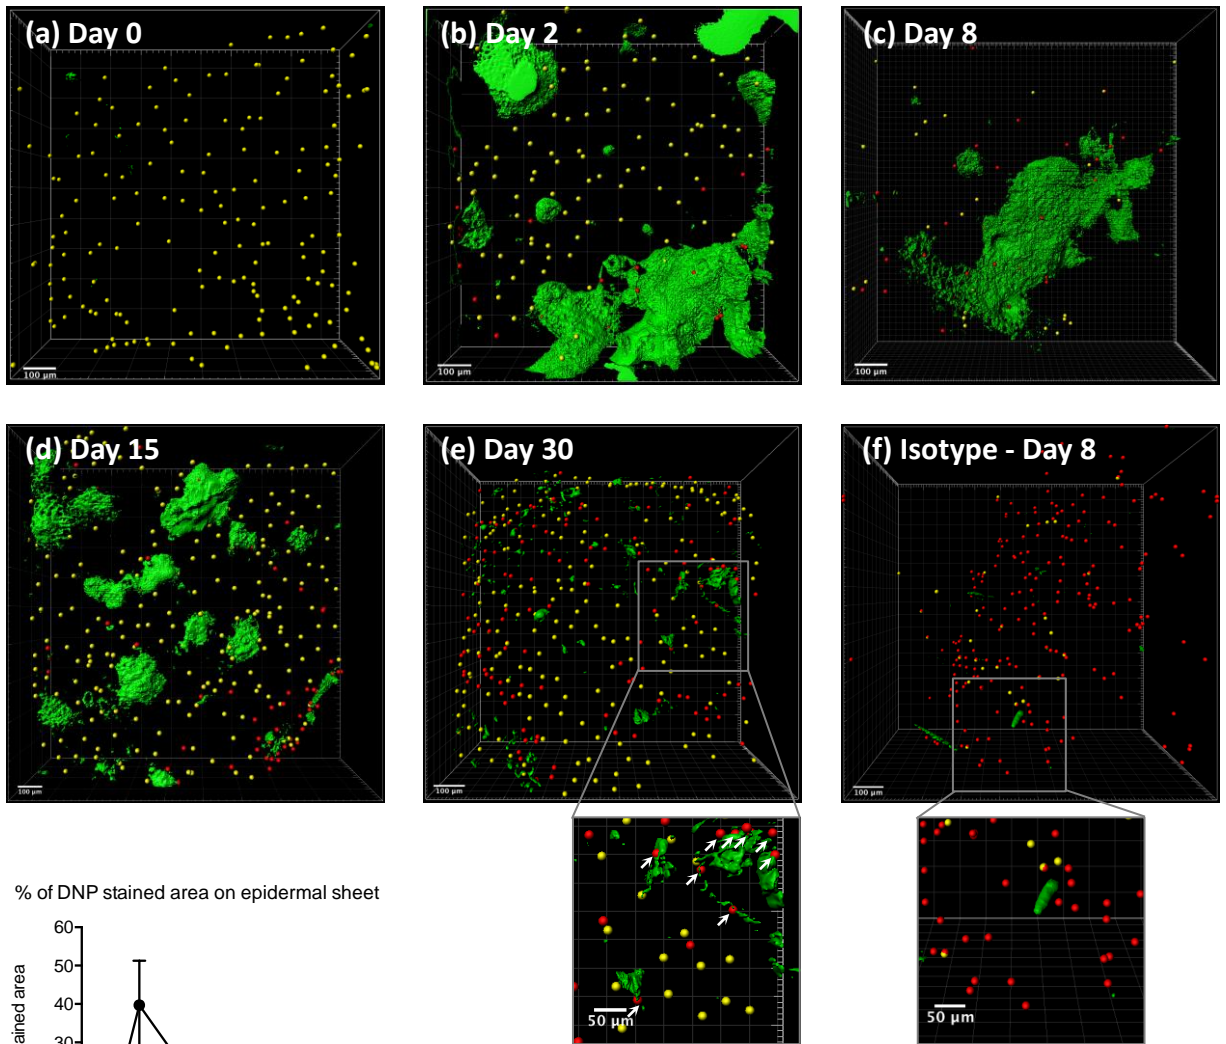 (a) Day 0
(b) Day 2
(c) Day 8
100 µm
100 µm
100 µm
(d) Day 15
(e) Day 30
(f) Isotype - Day 8
100 µm
100 µm
100 µm
% of DNP stained area on epidermal sheet
60
50
40
30
area
50 µm
50 µm